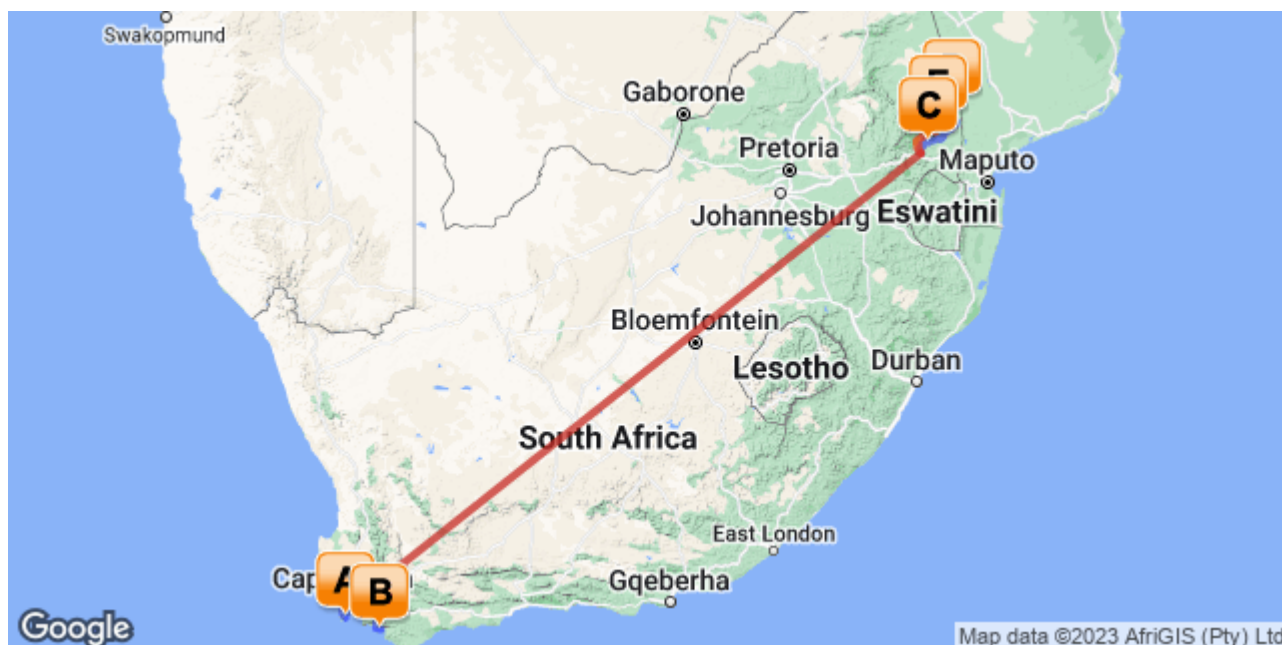 Swakopmund
Gaborone
C
Pretoria
Maputo
Johannesburg
Eswatini
Bloemfontein
Lesotho
Durban
South Africa
East London
A
B
Gqeberha
Google
Map data ©2023 AfriGIS (Pty) Ltd